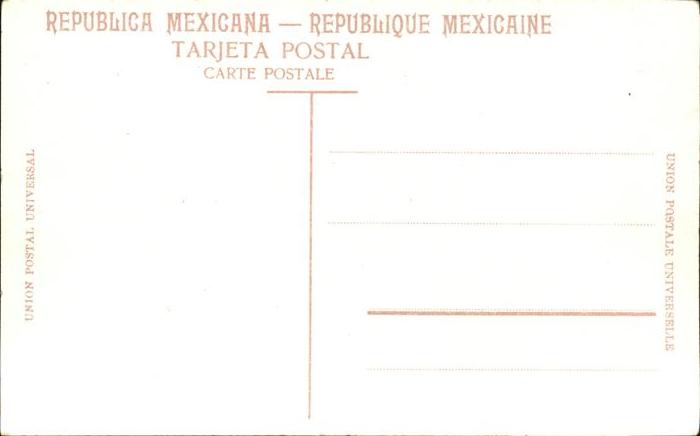 REPUBLICA MEXICANA — REPUBLIQUE MEXICAINE
TARJETA POSTAL
CARTE POSTALE
UNION POSTAL UNIVERSAL
UNION POSTALE UNIVERSELLE